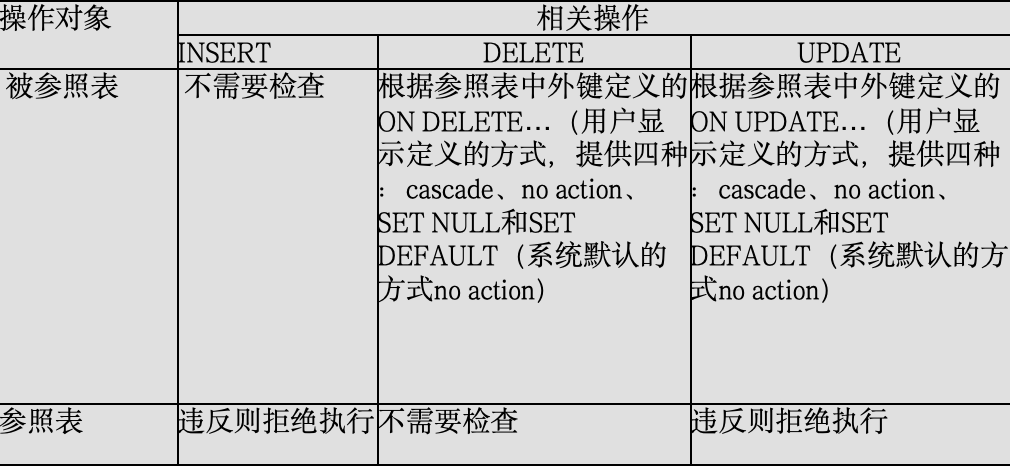 操作对象
相关操作
INSERT
DELETE
UPDATE
被参照表
不需要检查
根据参照表中外键定义的
ON DELETE…（用户显
示定义的方式，提供四种
：cascade、no action、
SET NULL和SET
DEFAULT（系统默认的
方式no action）
根据参照表中外键定义的
ON UPDATE…（用户显
示定义的方式，提供四种
：cascade、no action、
SET NULL和SET
DEFAULT（系统默认的方
式no action）
参照表
违反则拒绝执行
不需要检查
违反则拒绝执行